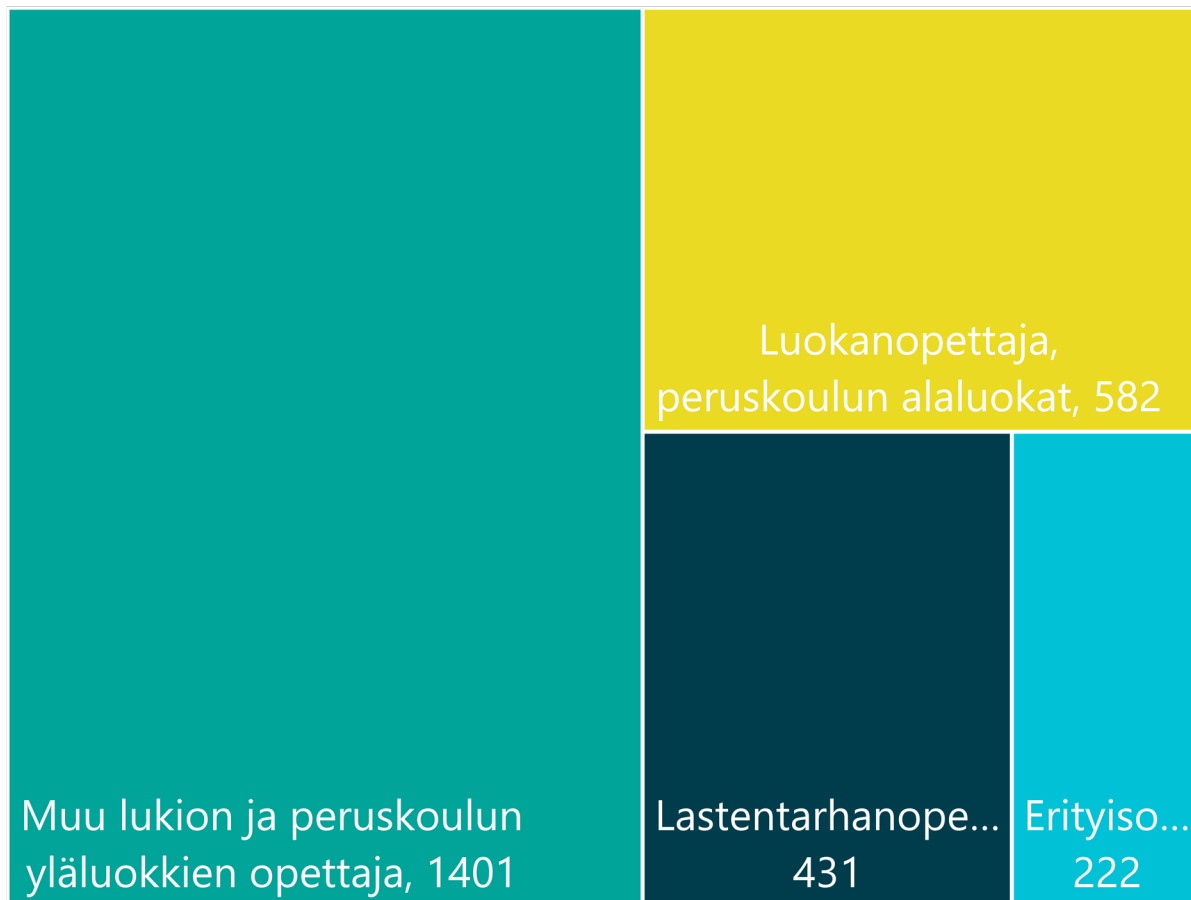 Luokanopettaja,
peruskoulun alaluokat, 582
Muu lukion ja peruskoulun
yläluokkien opettaja, 1401
Lastentarhanope...
431
Erityiso...
222